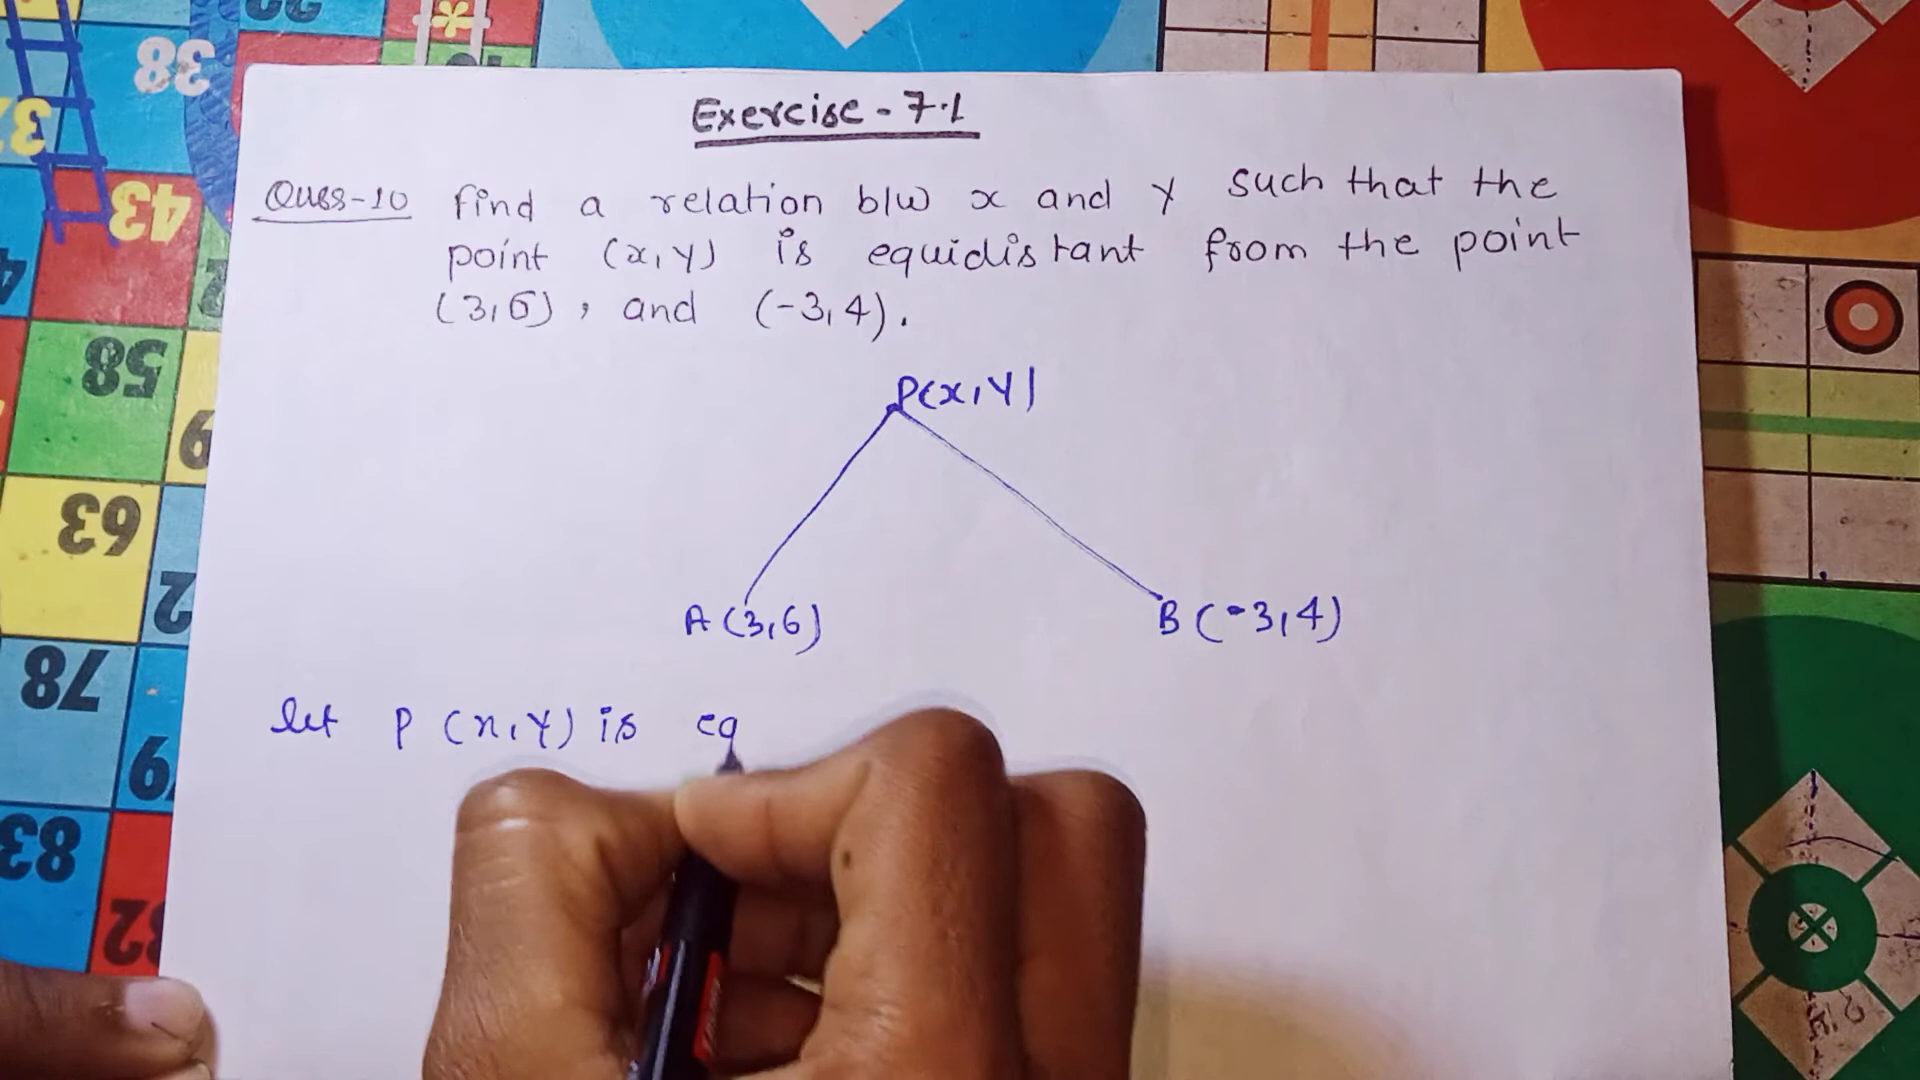 Exercise - 7.1
Ques-10 find a relation b/w x and y such that the
point (x,y) is equidistant from the point
(3,6), and (-3,4).
P(x,y)
A (3,6)
B (-3,4)
let P (x,y) is eq
38
43
58
63
2
78
83